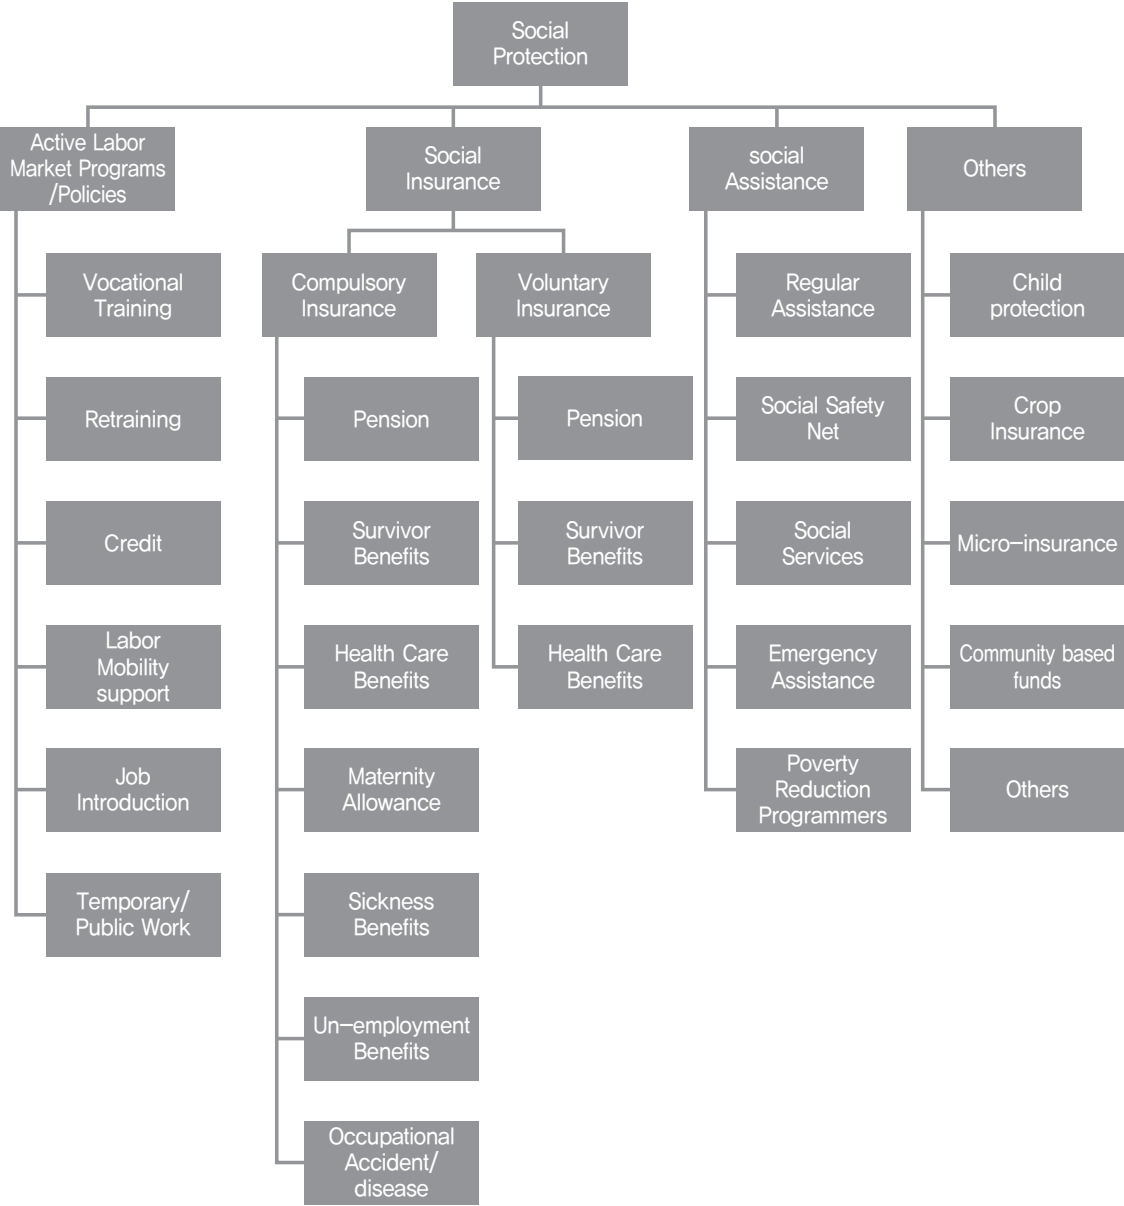 Social
Protection
Active Labor
Market Programs
/Policies
Social
Insurance
social
Assistance
Others
Vocational
Training
Retraining
Credit
Labor
Mobility
support
Job
Introduction
Temporary/
Public Work
Compulsory
Insurance
Pension
Survivor
Benefits
Health Care
Benefits
Maternity
Allowance
Sickness
Benefits
Un-employment
Benefits
Occupational
Accident/
disease
Voluntary
Insurance
Pension
Survivor
Benefits
Health Care
Benefits
Regular
Assistance
Social Safety
Net
Social
Services
Emergency
Assistance
Poverty
Reduction
Programmers
Child
protection
Crop
Insurance
Micro-insurance
Community based
funds
Others